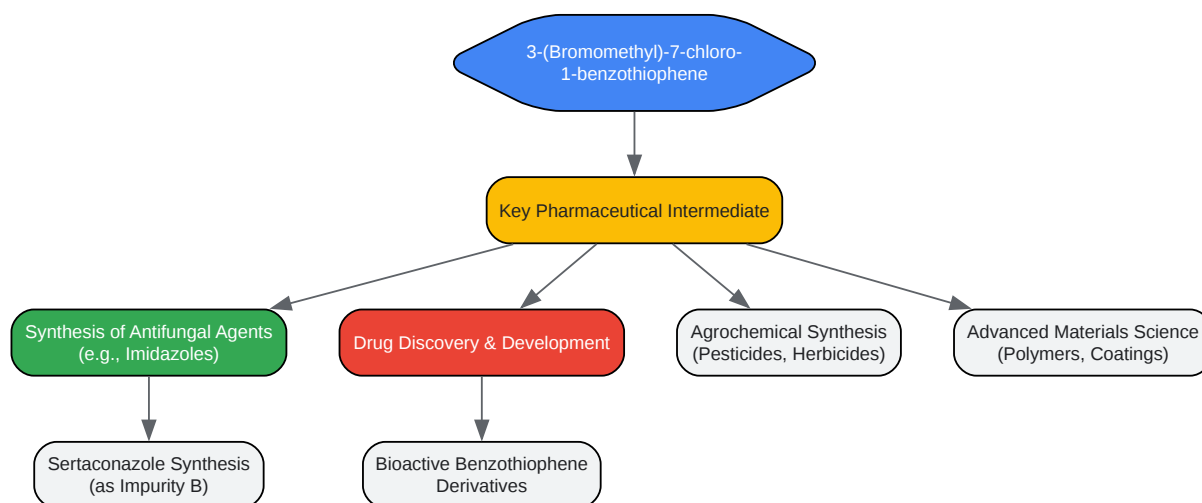 3-(Bromomethyl)-7-chloro-
1-benzothiophene
Key Pharmaceutical Intermediate
Synthesis of Antifungal Agents
(e.g., Imidazoles)
Drug Discovery & Development
Agrochemical Synthesis
(Pesticides, Herbicides)
Advanced Materials Science
(Polymers, Coatings)
Sertaconazole Synthesis
(as Impurity B)
Bioactive Benzothiophene
Derivatives